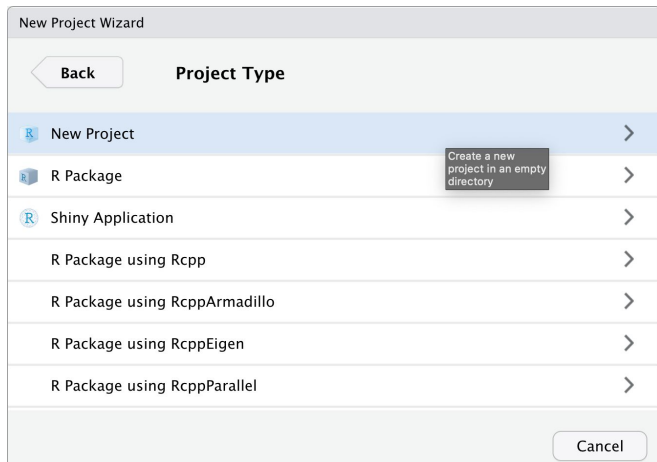 New Project Wizard
Back
Project Type
R New Project
Create a new
project in an empty
directory
R R Package
R Shiny Application
R Package using Rcpp
R Package using RcppArmadillo
R Package using RcppEigen
R Package using RcppParallel
Cancel